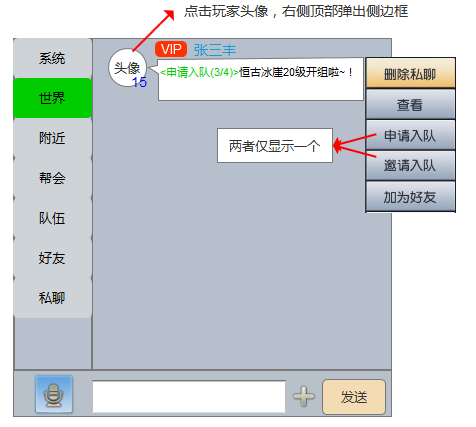 点击玩家头像，右侧顶部弹出侧边框
系统
世界
附近
帮会
队伍
好友
私聊
头像
15
VIP 张三丰
<申请入队(3/4)>恒古冰崖20级开组啦~！
两者仅显示一个
删除私聊
查看
申请入队
邀请入队
加为好友
发送